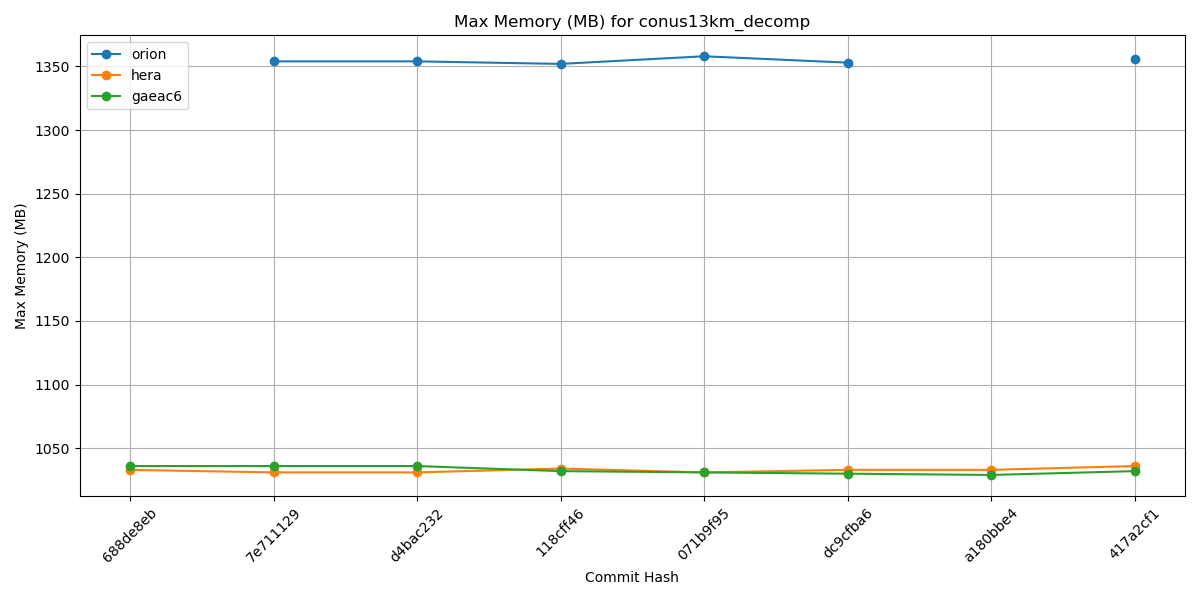 Max Memory (MB) for conus13km_decomp
orion
hera
gaeac6
Max Memory (MB)
1350
1300
1250
1200
1150
1100
1050
688de8eb
7e711129
d4bac232
118cff46
071b9f95
dc9cfba6
a180bbe4
417a2cf1
Commit Hash